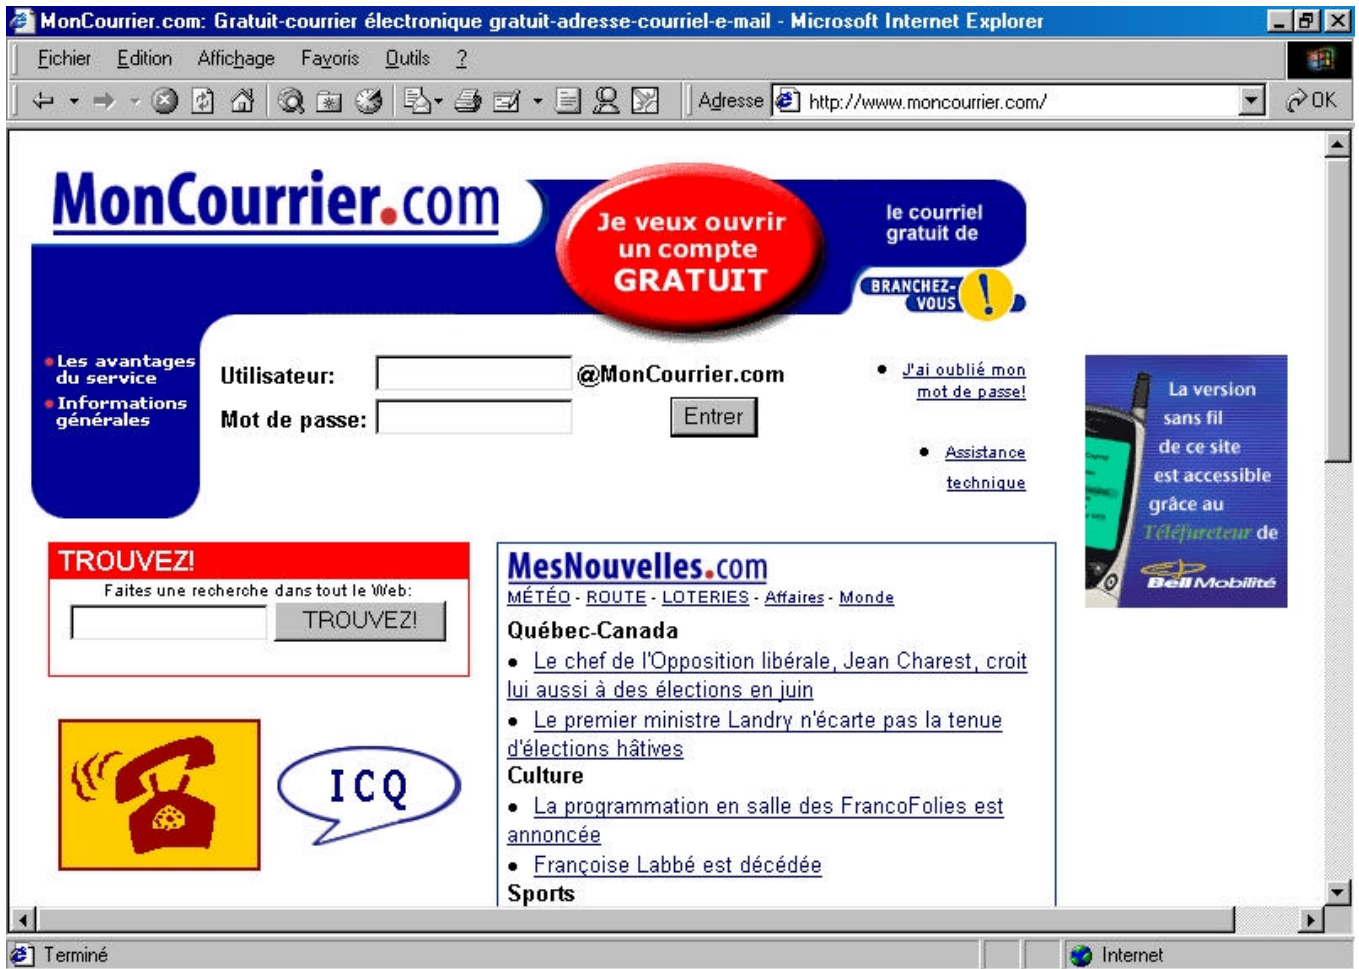 MonCourrier.com: Gratuit-courrier électronique gratuit-adresse-courriel-e-mail - Microsoft Internet Explorer
Fichier Edition Affichage Favoris Outils ?
Adresse http://www.moncourrier.com/ OK
MonCourrier.com
Je veux ouvrir
un compte
GRATUIT
le courriel
gratuit de
BRANCHEZ-
VOUS!
Les avantages
du service
Informations
générales
Utilisateur: @MonCourrier.com
Mot de passe: Entrer
J'ai oublié mon
mot de passe!
Assistance
technique
La version
sans fil
de ce site
est accessible
grâce au
Téléfureteur de
Bell Mobilité
TROUVEZ!
Faites une recherche dans tout le Web:
TROUVEZ!
ICQ
MesNouvelles.com
MÉTÉO - ROUTE - LOTERIES - Affaires - Monde
Québec-Canada
• Le chef de l'Opposition libérale, Jean Charest, croit
lui aussi à des élections en juin
• Le premier ministre Landry n'écarte pas la tenue
d'élections hâtives
Culture
• La programmation en salle des FrancoFolies est
annoncée
• Françoise Labbé est décédée
Sports
Terminé
Internet